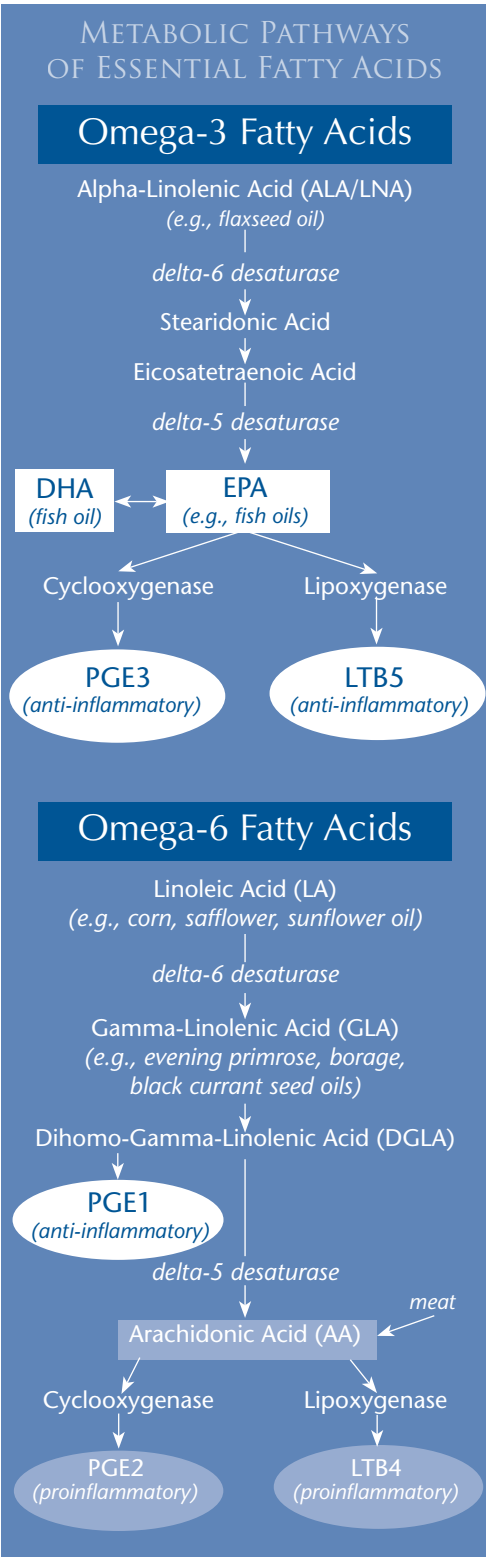 METABOLIC PATHWAYS
OF ESSENTIAL FATTY ACIDS
Omega-3 Fatty Acids
Alpha-Linolenic Acid (ALA/LNA)
(e.g., flaxseed oil)
delta-6 desaturase
Stearidonic Acid
Eicosatetraenoic Acid
delta-5 desaturase
DHA
(fish oil)
EPA
(e.g., fish oils)
Cyclooxygenase
Lipoxygenase
PGE3
(anti-inflammatory)
LTB5
(anti-inflammatory)
Omega-6 Fatty Acids
Linoleic Acid (LA)
(e.g., corn, safflower, sunflower oil)
delta-6 desaturase
Gamma-Linolenic Acid (GLA)
(e.g., evening primrose, borage,
black currant seed oils)
Dihomo-Gamma-Linolenic Acid (DGLA)
PGE1
(anti-inflammatory)
delta-5 desaturase
meat
Arachidonic Acid (AA)
Cyclooxygenase
Lipoxygenase
PGE2
(proinflammatory)
LTB4
(proinflammatory)